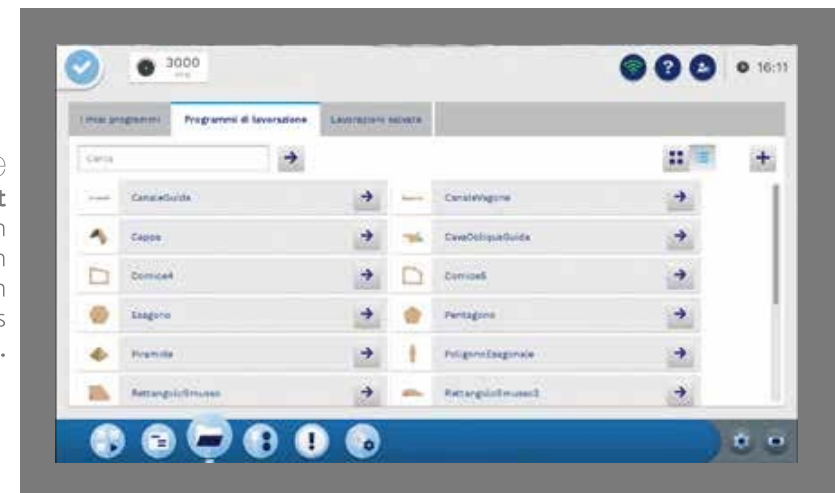 3000
16:11
I miei programmi
Programmi di lavorazione
Lavorazioni salvate
Cerca
CanaleGuida
CanaleVagone
Cappa
CavaObliquaGuida
Cornice4
Cornice5
Esagono
Pentagono
Piramide
PoligonoEsagonale
RettangoloSmusso
RettangoloSmusso2
e
t
n
n
n
s
.